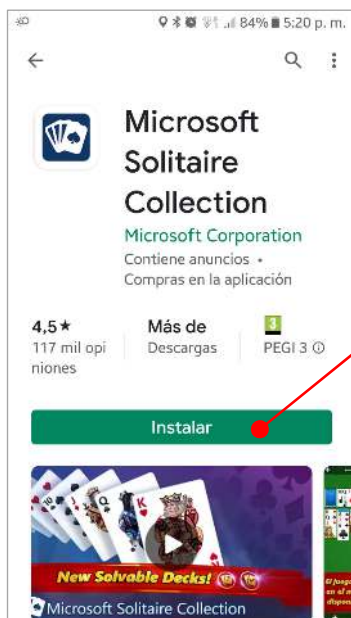 84% 5:20 p. m.
Microsoft
Solitaire
Collection
Microsoft Corporation
Contiene anuncios •
Compras en la aplicación
4,5★ Más de 3
117 mil opi Descargas PEGI 3
niones
Instalar
K
New Solvable Decks!
Microsoft Solitaire Collection